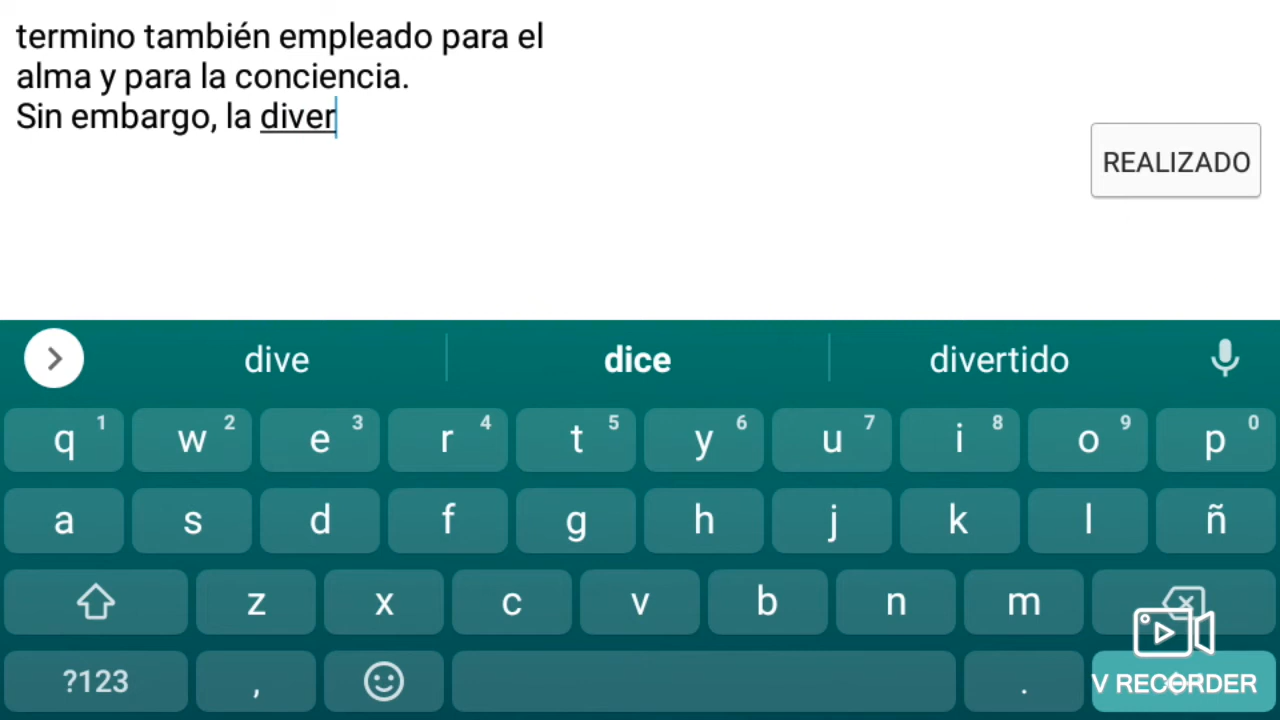 termino también empleado para el
alma y para la conciencia.
Sin embargo, la diver
REALIZADO
dive dice divertido
q 1 w 2 e 3 r 4 t 5 y 6 u 7 i 8 o 9 p 0
a s d f g h j k l ñ
z x c v b n m
?123 , .
V RECORDER